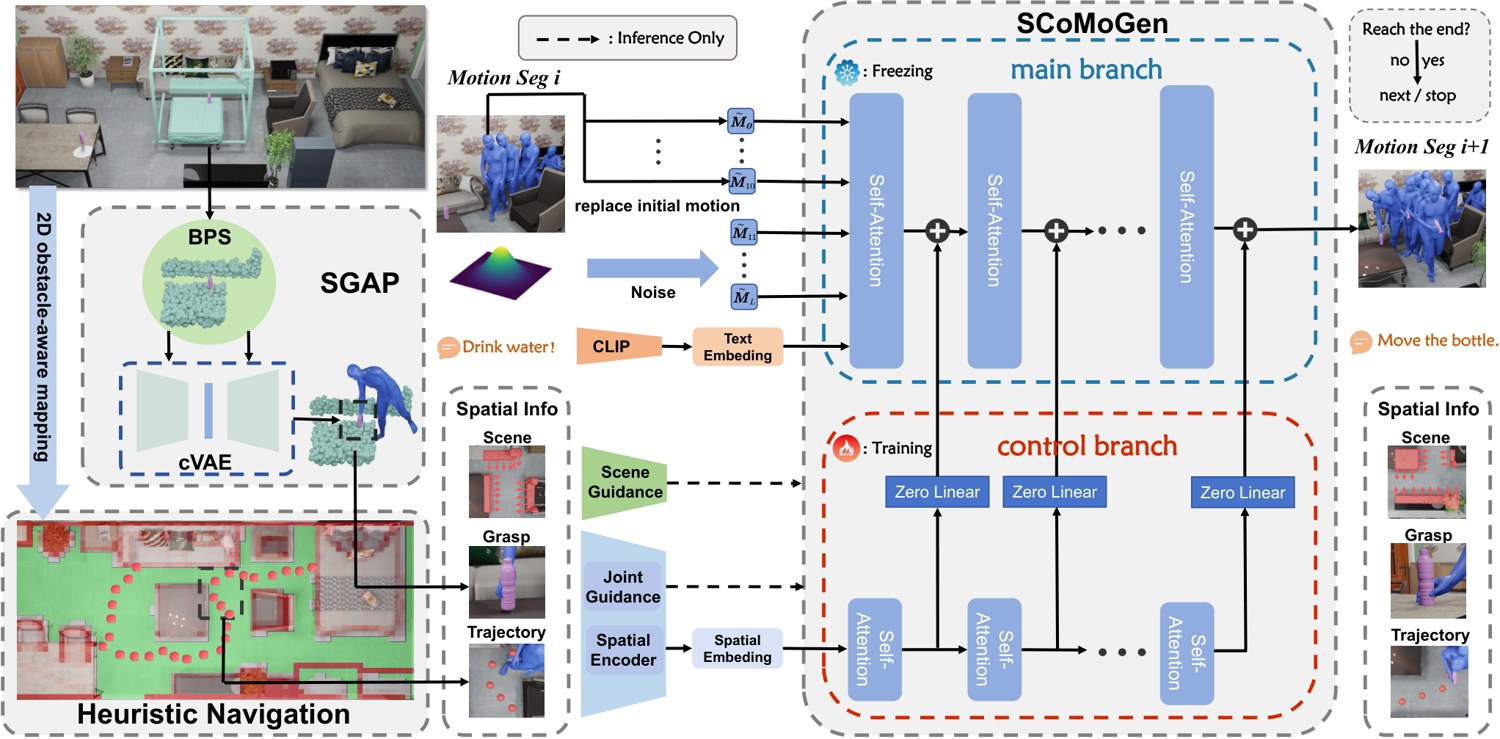 SCoMoGen
: Inference Only
Reach the end?
no yes
next / stop
Motion Seg i
: Freezing
main branch
M̃0
M̃10
replace initial motion
M̃11
M̃L
Noise
Self-Attention
Self-Attention
Self-Attention
Motion Seg i+1
2D obstacle-aware mapping
BPS
SGAP
cVAE
Drink water!
CLIP
Text
Embeding
Move the bottle.
Spatial Info
Scene
Grasp
Trajectory
Scene
Guidance
Joint
Guidance
Spatial
Encoder
Spatial
Embeding
: Training
control branch
Zero Linear
Zero Linear
Zero Linear
Self-
Attention
Self-
Attention
Self-
Attention
Spatial Info
Scene
Grasp
Trajectory
Heuristic Navigation